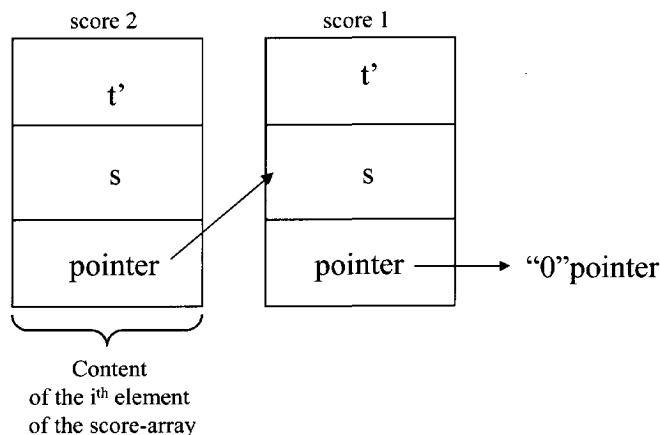 score 2
score 1
t’
t’
s
s
pointer
pointer
“0”pointer
Content
of the ith element
of the score-array